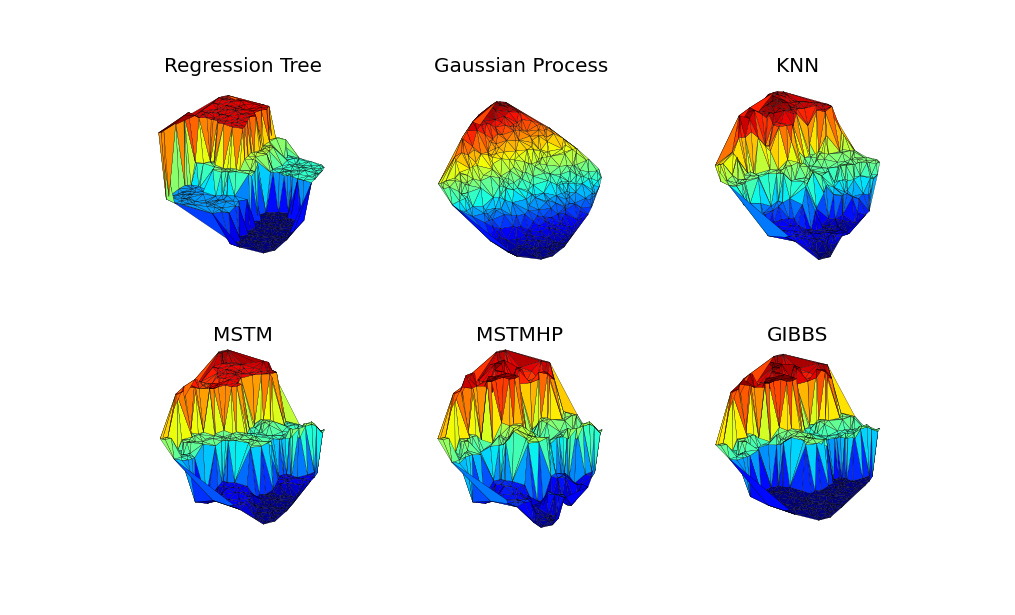 Regression Tree
Gaussian Process
KNN
MSTM
MSTMHP
GIBBS